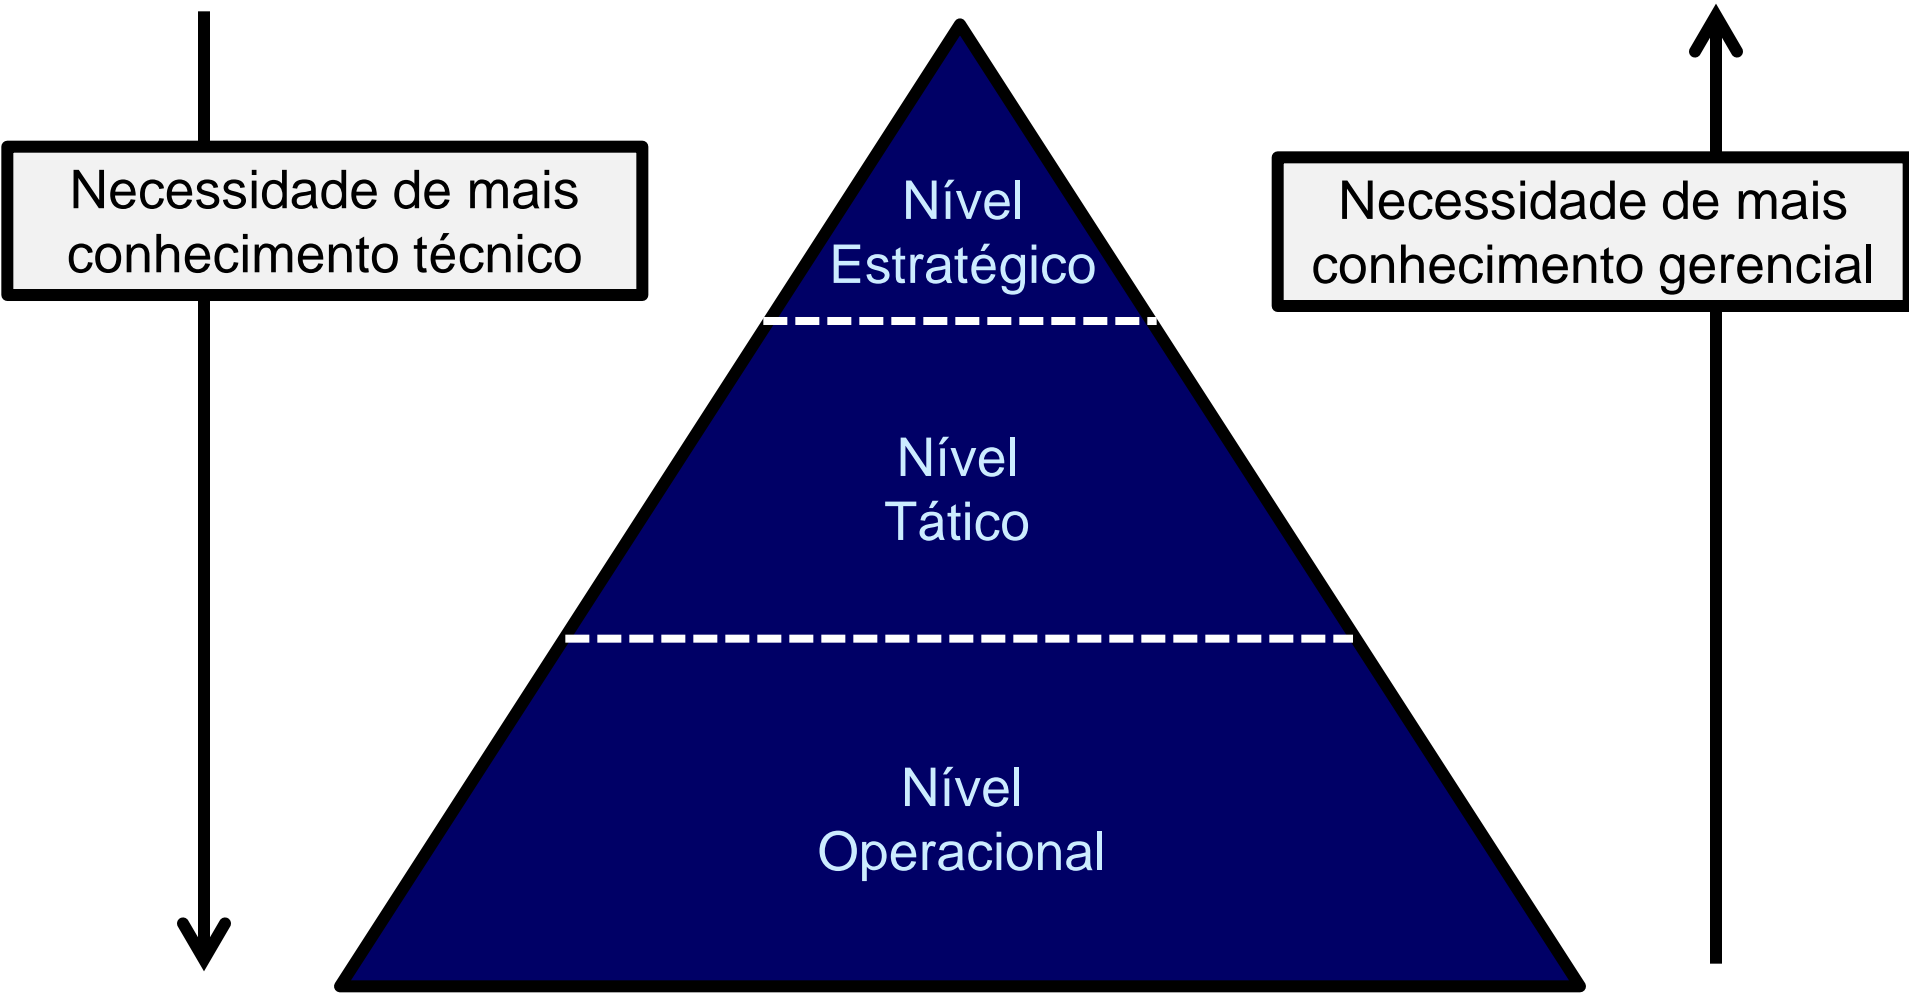 Necessidade de mais
conhecimento técnico
Nível
Estratégico
Necessidade de mais
conhecimento gerencial
Nível
Tático
Nível
Operacional